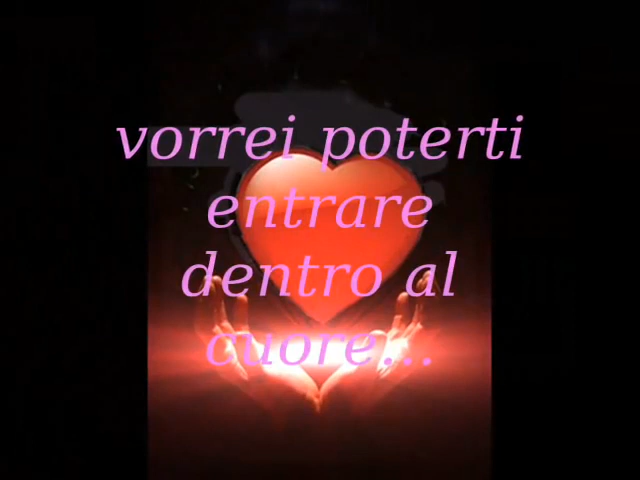 vorrei poterti
entrare
dentro al
cuore...